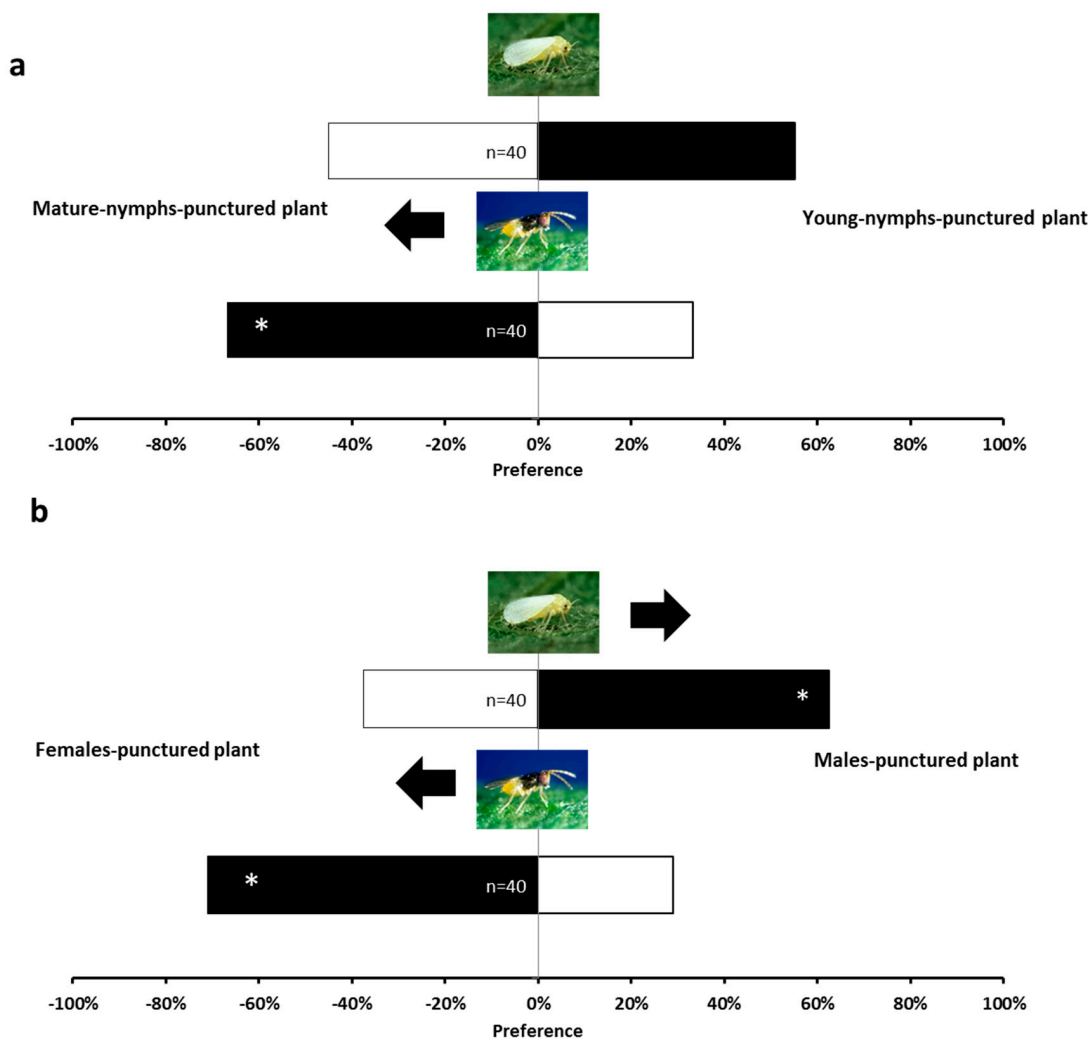 a
n=40
Mature-nymphs-punctured plant
Young-nymphs-punctured plant
* n=40
-100% -80% -60% -40% -20% 0% 20% 40% 60% 80% 100%
Preference
b
n=40 *
Females-punctured plant
Males-punctured plant
* n=40
-100% -80% -60% -40% -20% 0% 20% 40% 60% 80% 100%
Preference